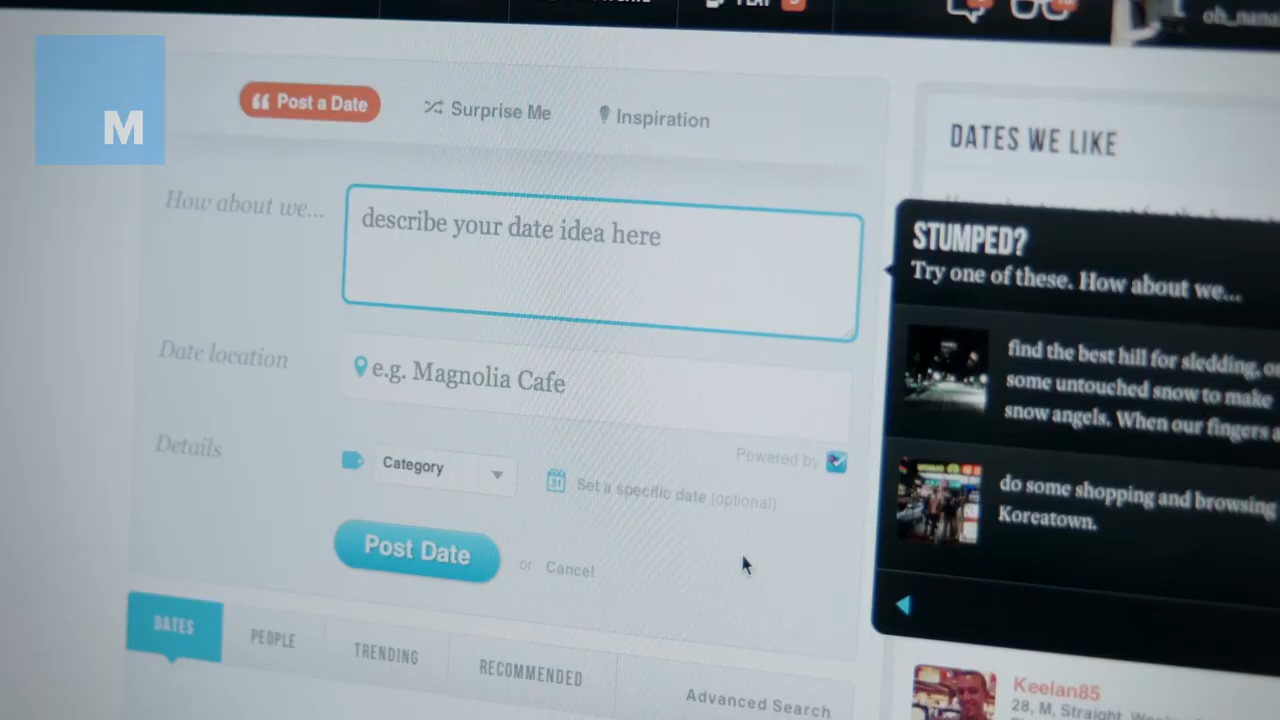 oh_nana
M
Post a Date
Surprise Me
Inspiration
DATES WE LIKE
How about we...
describe your date idea here
STUMPED?
Try one of these. How about we...
find the best hill for sledding, or
some untouched snow to make
snow angels. When our fingers a
Date location
e.g. Magnolia Cafe
Powered by
Details
Category
31
Set a specific date (optional)
do some shopping and browsing
Koreatown.
Post Date
or Cancel
DATES
PEOPLE
TRENDING
RECOMMENDED
Advanced Search
Keelan85
28, M, Straight,